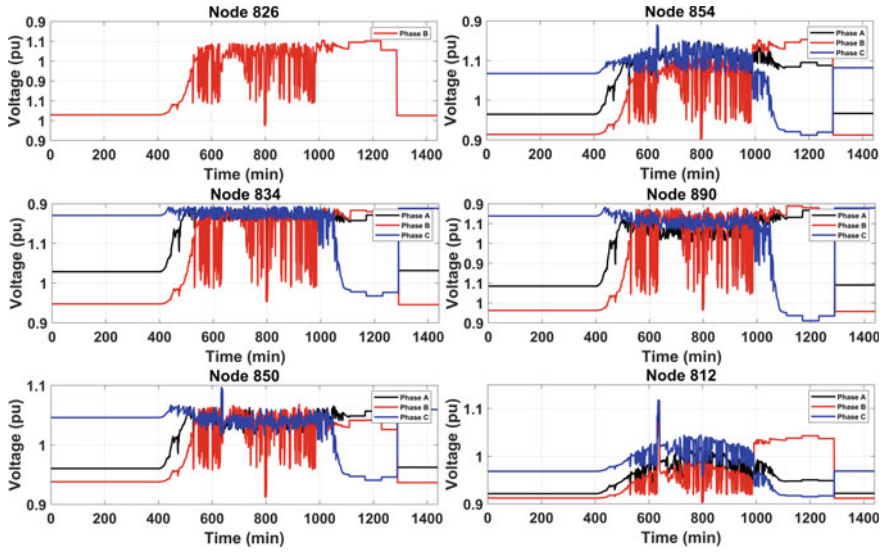 Node 826
Voltage (pu)
0.9
1.1
1
0.9
1.1
1
0.9
Phase B
0 200 400 600 800 1000 1200 1400
Time (min)
Node 854
Voltage (pu)
0.9
1.1
1
0.9
Phase A
Phase B
Phase C
0 200 400 600 800 1000 1200 1400
Time (min)
Node 834
Voltage (pu)
0.9
1.1
1
0.9
Phase A
Phase B
Phase C
0 200 400 600 800 1000 1200 1400
Time (min)
Node 890
Voltage (pu)
0.9
1.1
1
1
0.9
Phase A
Phase B
Phase C
0 200 400 600 800 1000 1200 1400
Time (min)
Node 850
Voltage (pu)
1.1
1
0.9
Phase A
Phase B
Phase C
0 200 400 600 800 1000 1200 1400
Time (min)
Node 812
Voltage (pu)
1.1
1
0.9
Phase A
Phase B
Phase C
0 200 400 600 800 1000 1200 1400
Time (min)